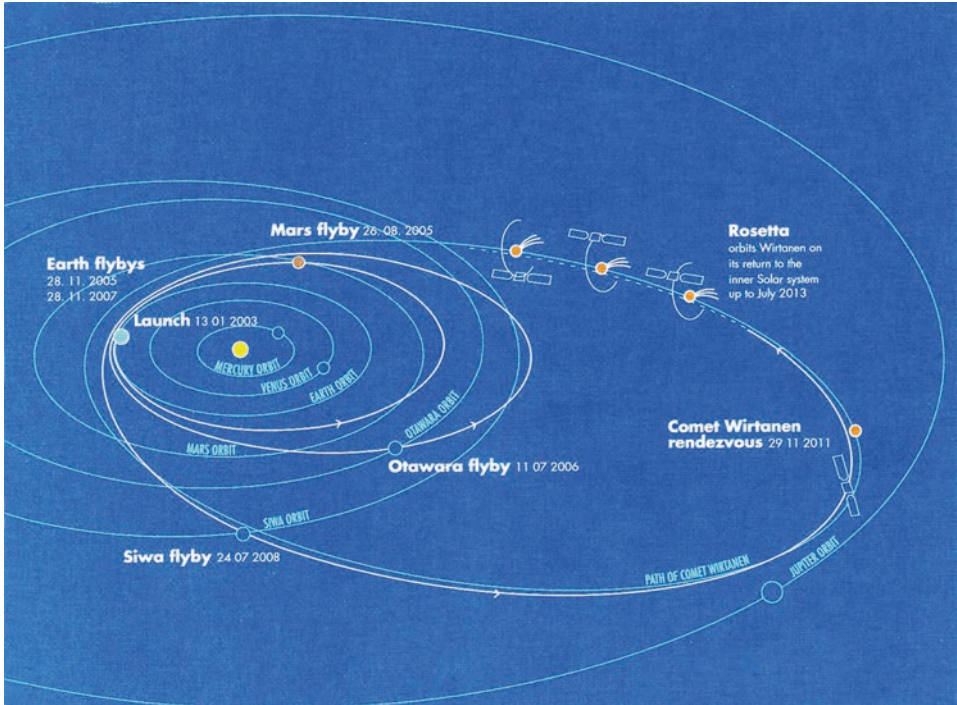 Mars flyby 26. 08. 2005
Rosetta
orbits Wirtanen on
its return to the
inner Solar system
up to July 2013
Earth flybys
28. 11. 2005
28. 11. 2007
Launch 13 01 2003
MERCURY ORBIT
VENUS ORBIT
EARTH ORBIT
MARS ORBIT
OTAWARA ORBIT
Otawara flyby 11 07 2006
Comet Wirtanen
rendezvous 29 11 2011
SIWA ORBIT
Siwa flyby 24 07 2008
PATH OF COMET WIRTANEN
JUPITER ORBIT